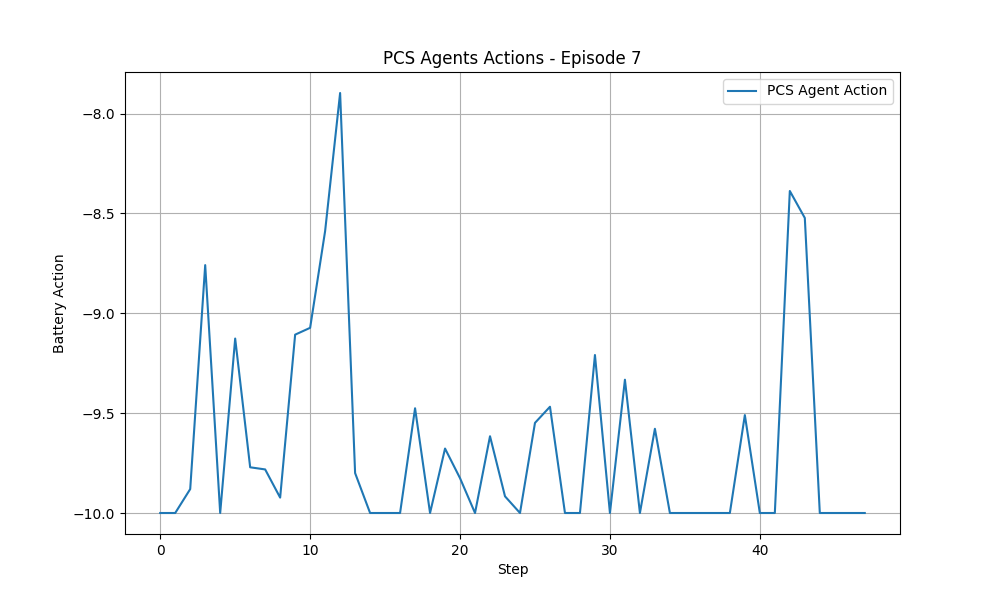 PCS Agents Actions - Episode 7
PCS Agent Action
Battery Action
−8.0
−8.5
−9.0
−9.5
−10.0
0 10 20 30 40
Step